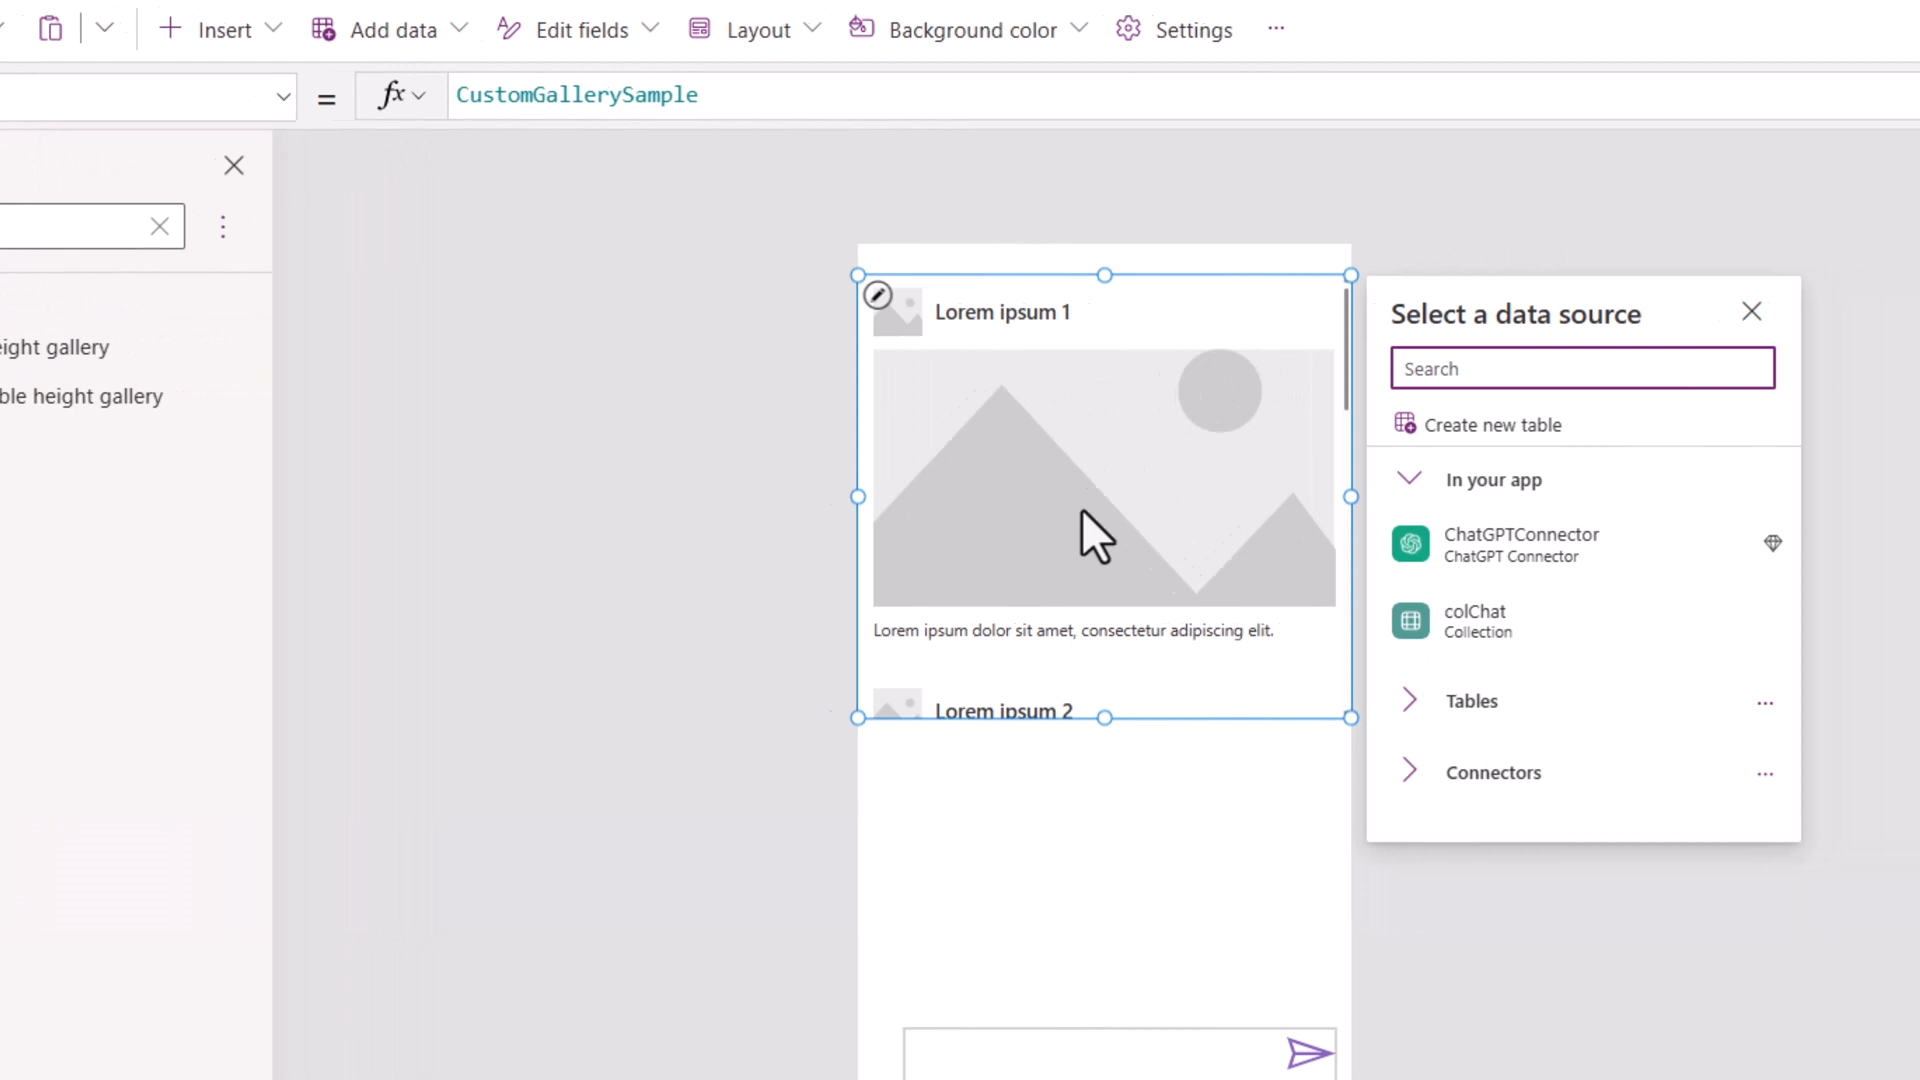 Insert
Add data
Edit fields
Layout
Background color
Settings
...
=
fx
CustomGallerySample
eight gallery
ble height gallery
Lorem ipsum 1
Lorem ipsum dolor sit amet, consectetur adipiscing elit.
Lorem ipsum 2
Select a data source
Search
Create new table
In your app
ChatGPTConnector
ChatGPT Connector
colChat
Collection
Tables
...
Connectors
...